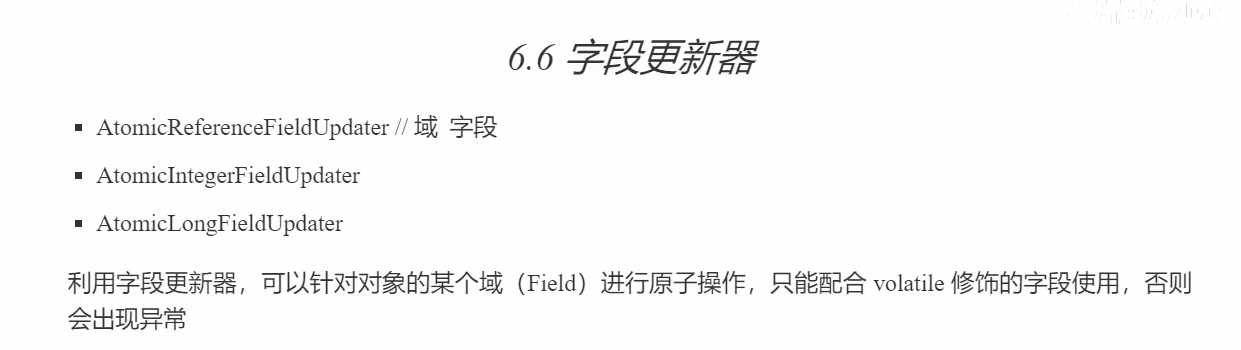 6.6 字段更新器
AtomicReferenceFieldUpdater // 域 字段
AtomicIntegerFieldUpdater
AtomicLongFieldUpdater
利用字段更新器，可以针对对象的某个域（Field）进行原子操作，只能配合 volatile 修饰的字段使用，否则
会出现异常